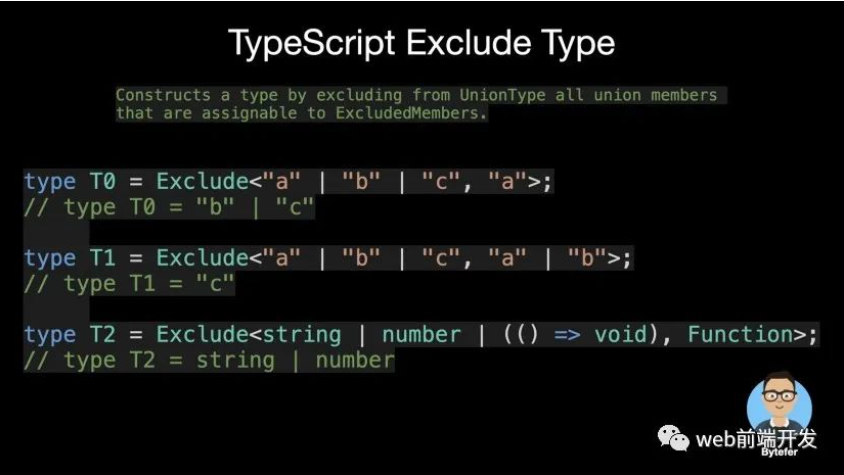 TypeScript Exclude Type
Constructs a type by excluding from UnionType all union members
that are assignable to ExcludedMembers.
type T0 = Exclude<"a" | "b" | "c", "a">;
// type T0 = "b" | "c"
type T1 = Exclude<"a" | "b" | "c", "a" | "b">;
// type T1 = "c"
type T2 = Exclude<string | number | (() => void), Function>;
// type T2 = string | number
web前端开发
Bytefer